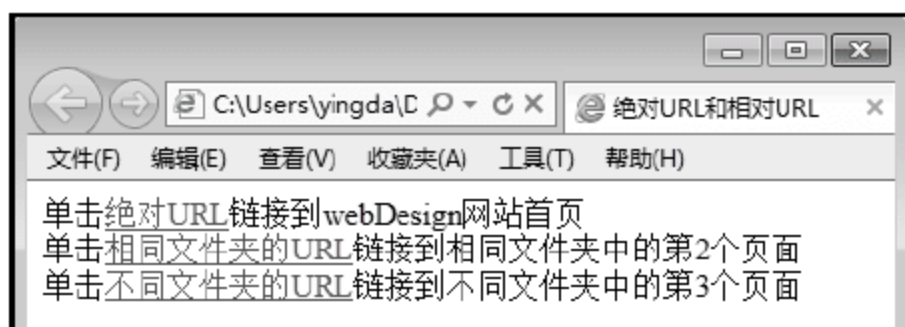 C:\Users\yingda\D
绝对URL和相对URL
文件(F) 编辑(E) 查看(V) 收藏夹(A) 工具(T) 帮助(H)
单击绝对URL链接到webDesign网站首页
单击相同文件夹的URL链接到相同文件夹中的第2个页面
单击不同文件夹的URL链接到不同文件夹中的第3个页面